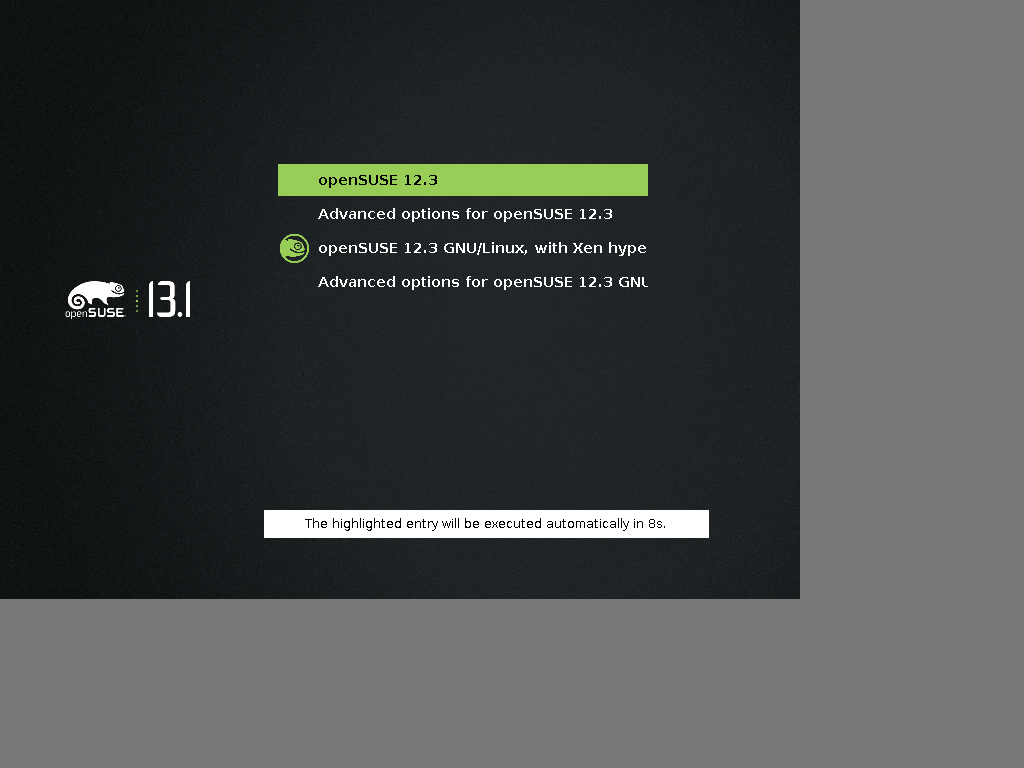 openSUSE 12.3
Advanced options for openSUSE 12.3
openSUSE 12.3 GNU/Linux, with Xen hype
Advanced options for openSUSE 12.3 GNU
openSUSE 13.1
The highlighted entry will be executed automatically in 8s.